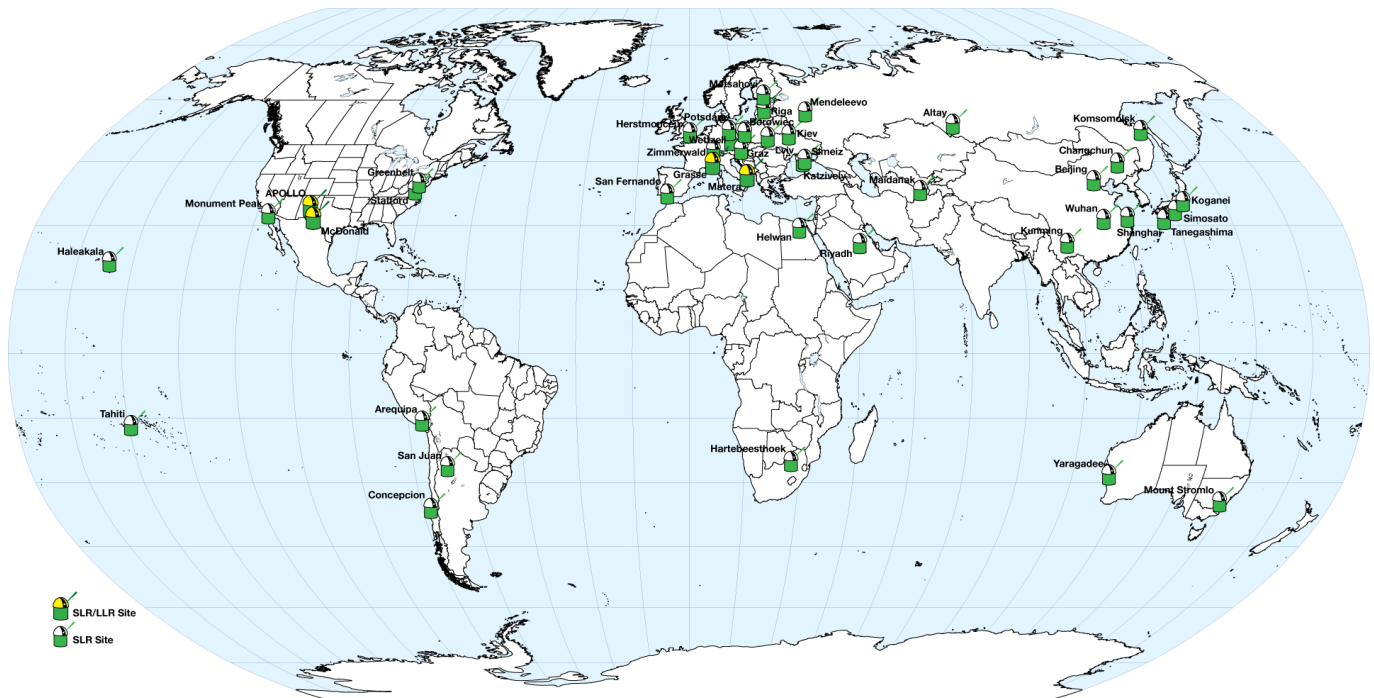 Metsahovi
Mendeleevo
Riga
Potsdam
Altay
Komsomolsk
Herstmonceux
Borowiec
Kiev
Wettzell
Lviv
Simeiz
Changchun
Zimmerwald
Graz
Greenbelt
Katzively
Beijing
Grasse
San Fernando
Matera
Maidanak
APOLLO
Stafford
Monument Peak
Koganei
Wuhan
Simosato
McDonald
Helwan
Kunming
Shanghai
Tanegashima
Haleakala
Riyadh
Tahiti
Arequipa
San Juan
Hartebeesthoek
Yaragadee
Concepcion
Mount Stromlo
SLR/LLR Site
SLR Site